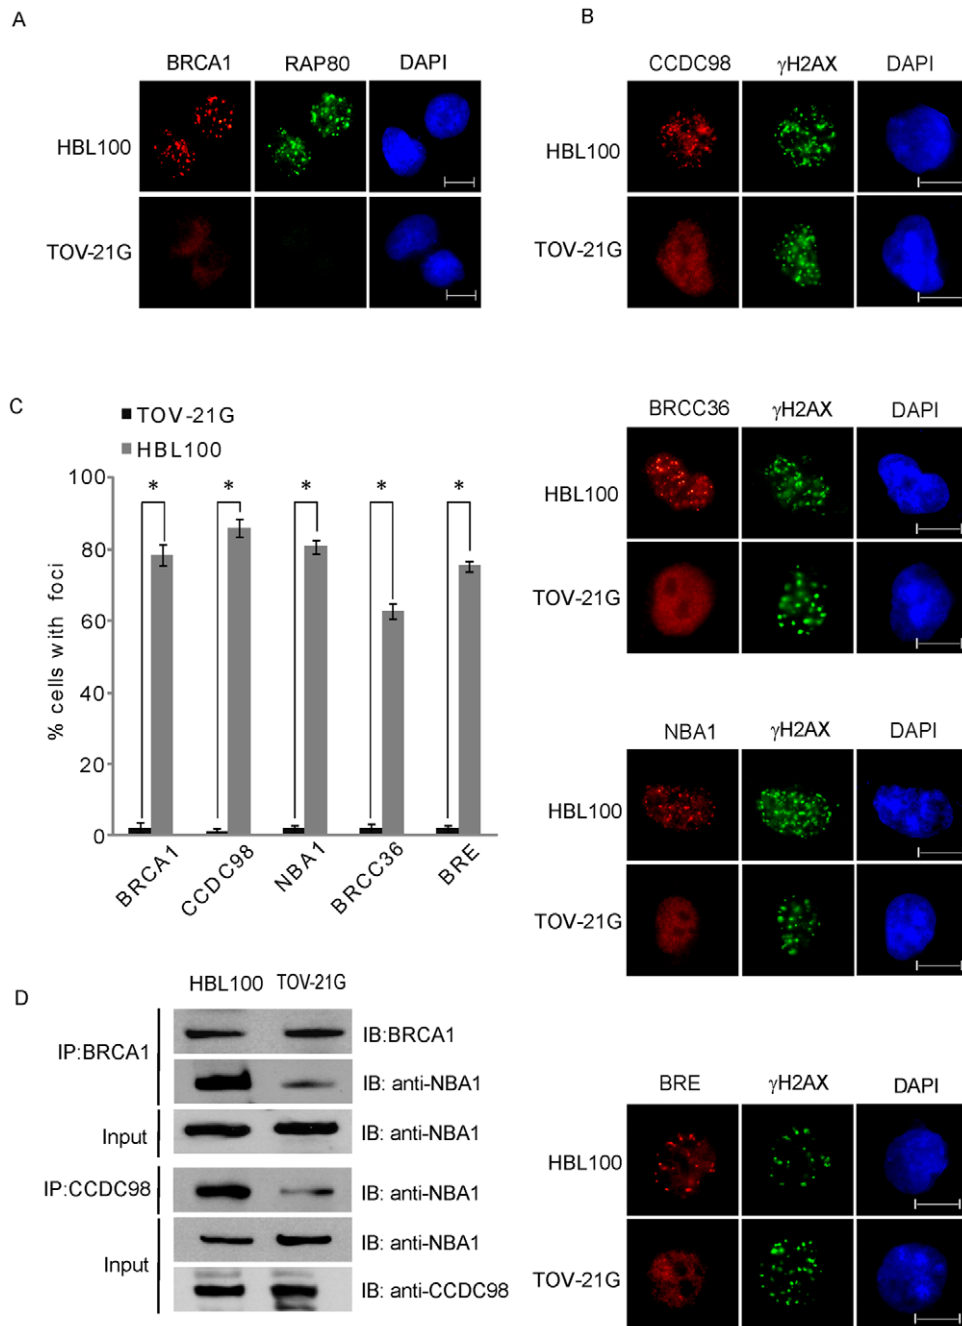 A
BRCA1 RAP80 DAPI
HBL100
TOV-21G
B
CCDC98 γH2AX DAPI
HBL100
TOV-21G
BRCC36 γH2AX DAPI
HBL100
TOV-21G
NBA1 γH2AX DAPI
HBL100
TOV-21G
BRE γH2AX DAPI
HBL100
TOV-21G
C
TOV-21G
HBL100
% cells with foci
100
80
60
40
20
0
* * * * *
BRCA1 CCDC98 NBA1 BRCC36 BRE
D
HBL100 TOV-21G
IP:BRCA1
IB:BRCA1
IB: anti-NBA1
Input
IB: anti-NBA1
IP:CCDC98
IB: anti-NBA1
Input
IB: anti-NBA1
IB: anti-CCDC98